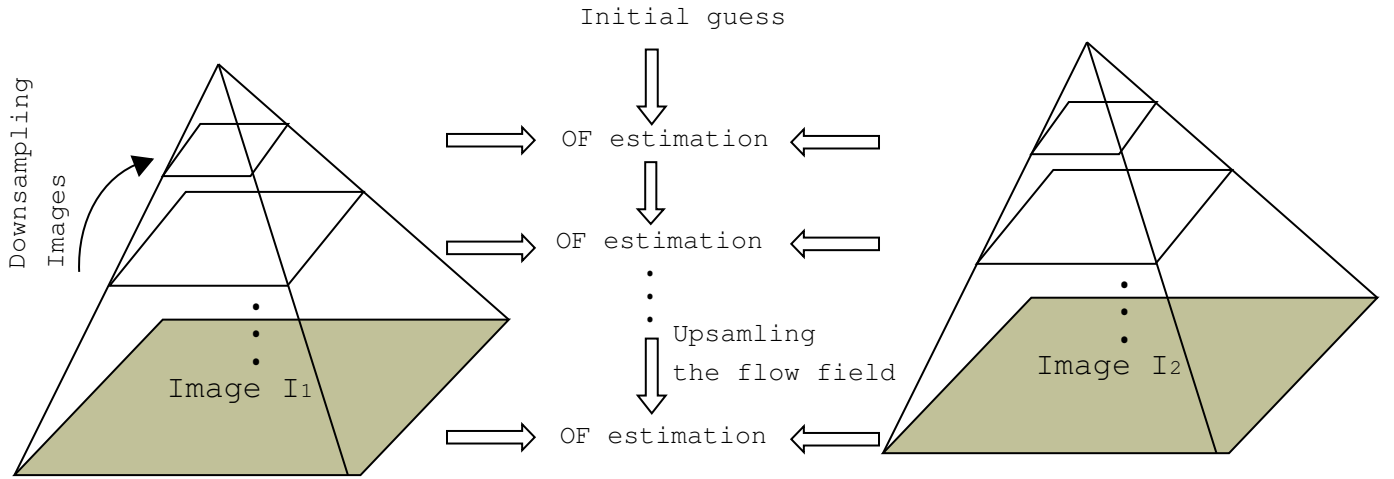 Initial guess
Downsampling
Images
OF estimation
OF estimation
Upsamling
the flow field
Image I1
Image I2
OF estimation